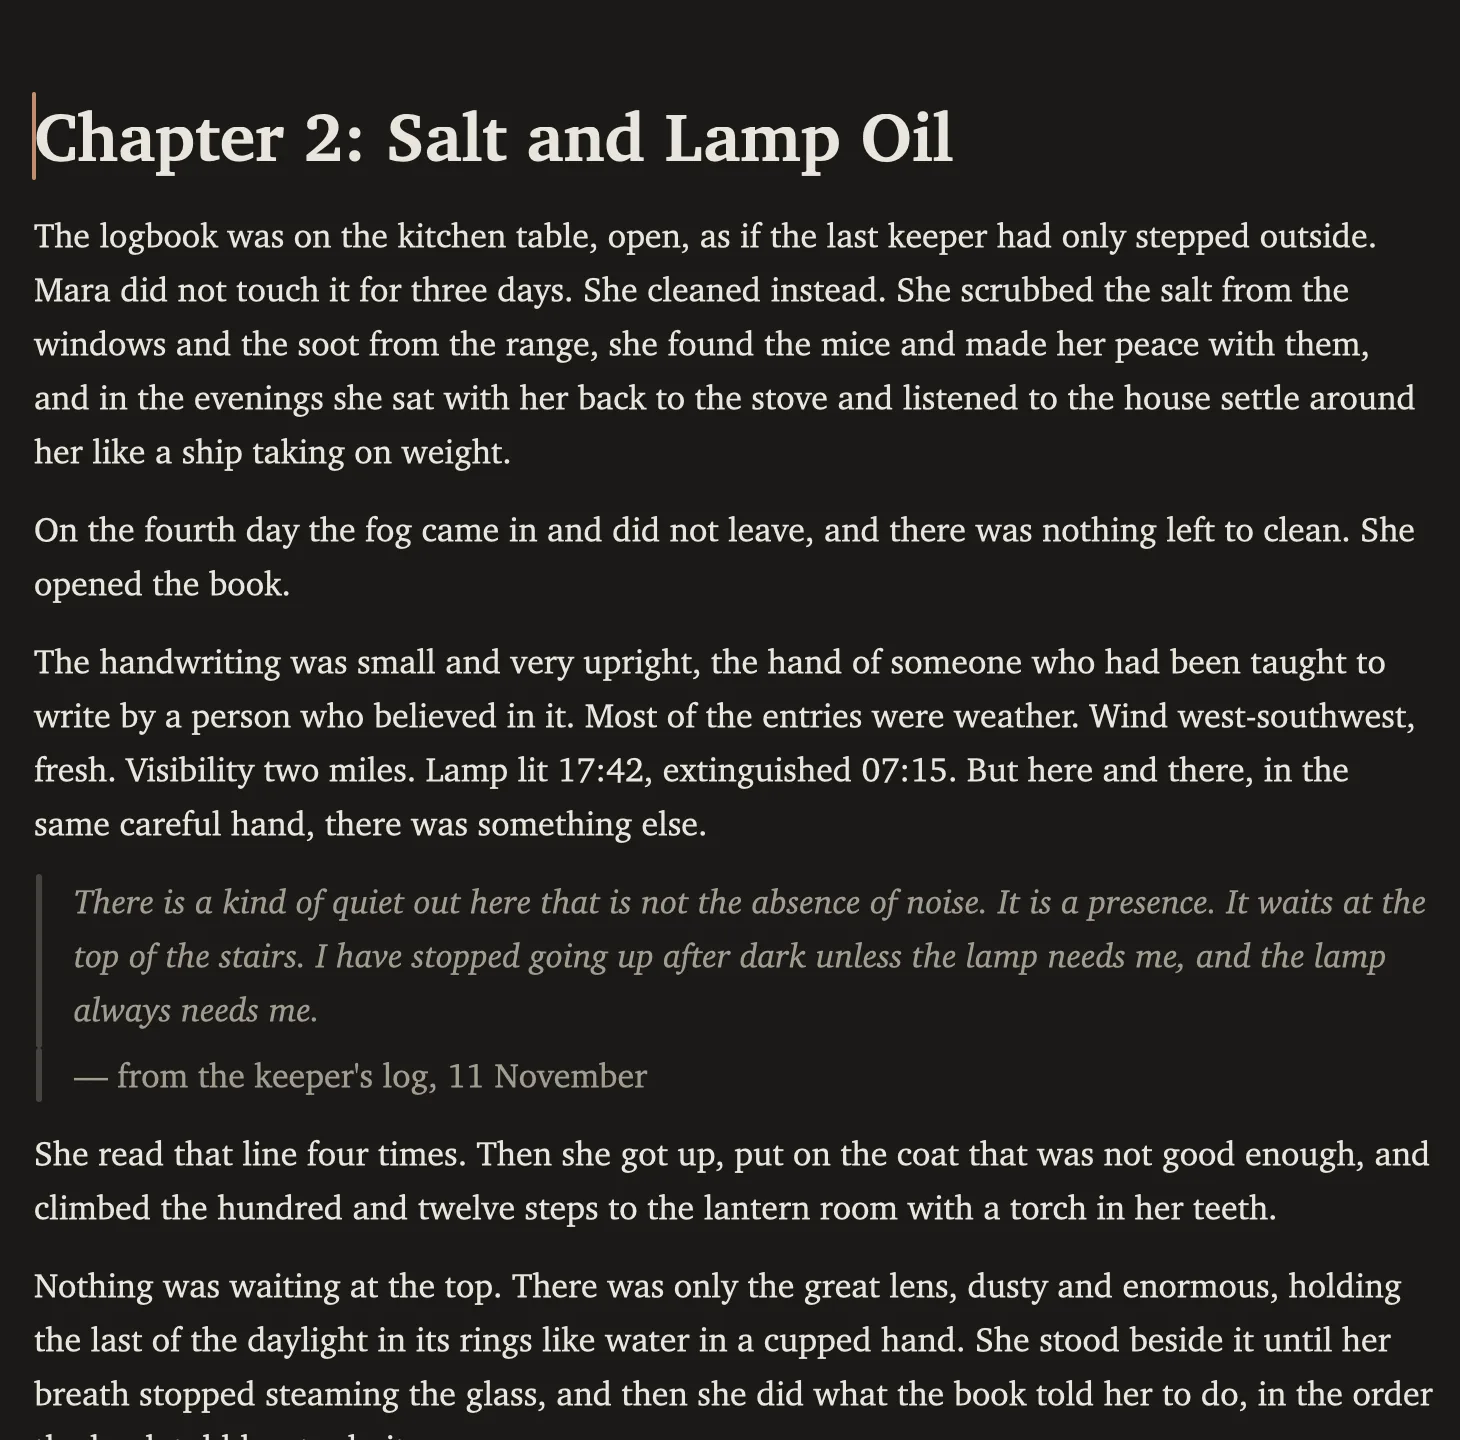 Chapter 2: Salt and Lamp Oil
The logbook was on the kitchen table, open, as if the last keeper had only stepped outside.
Mara did not touch it for three days. She cleaned instead. She scrubbed the salt from the
windows and the soot from the range, she found the mice and made her peace with them,
and in the evenings she sat with her back to the stove and listened to the house settle around
her like a ship taking on weight.
On the fourth day the fog came in and did not leave, and there was nothing left to clean. She
opened the book.
The handwriting was small and very upright, the hand of someone who had been taught to
write by a person who believed in it. Most of the entries were weather. Wind west-southwest,
fresh. Visibility two miles. Lamp lit 17:42, extinguished 07:15. But here and there, in the
same careful hand, there was something else.
There is a kind of quiet out here that is not the absence of noise. It is a presence. It waits at the
top of the stairs. I have stopped going up after dark unless the lamp needs me, and the lamp
always needs me.
— from the keeper's log, 11 November
She read that line four times. Then she got up, put on the coat that was not good enough, and
climbed the hundred and twelve steps to the lantern room with a torch in her teeth.
Nothing was waiting at the top. There was only the great lens, dusty and enormous, holding
the last of the daylight in its rings like water in a cupped hand. She stood beside it until her
breath stopped steaming the glass, and then she did what the book told her to do, in the order